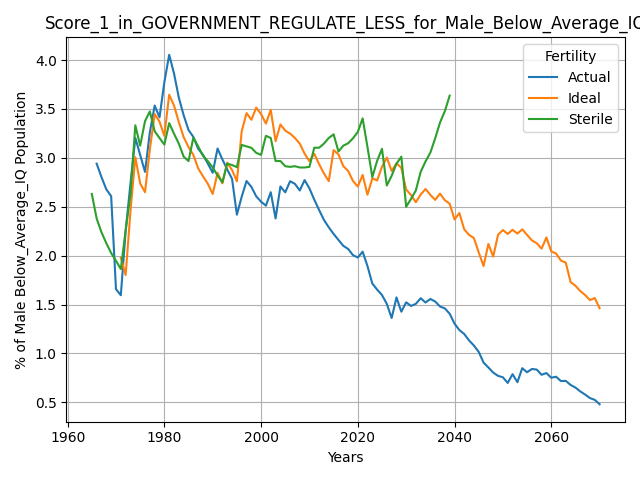 Score_1_in_GOVERNMENT_REGULATE_LESS_for_Male_Below_Average_IQ
Fertility
Actual
Ideal
Sterile
% of Male Below_Average_IQ Population
4.0
3.5
3.0
2.5
2.0
1.5
1.0
0.5
1960 1980 2000 2020 2040 2060
Years